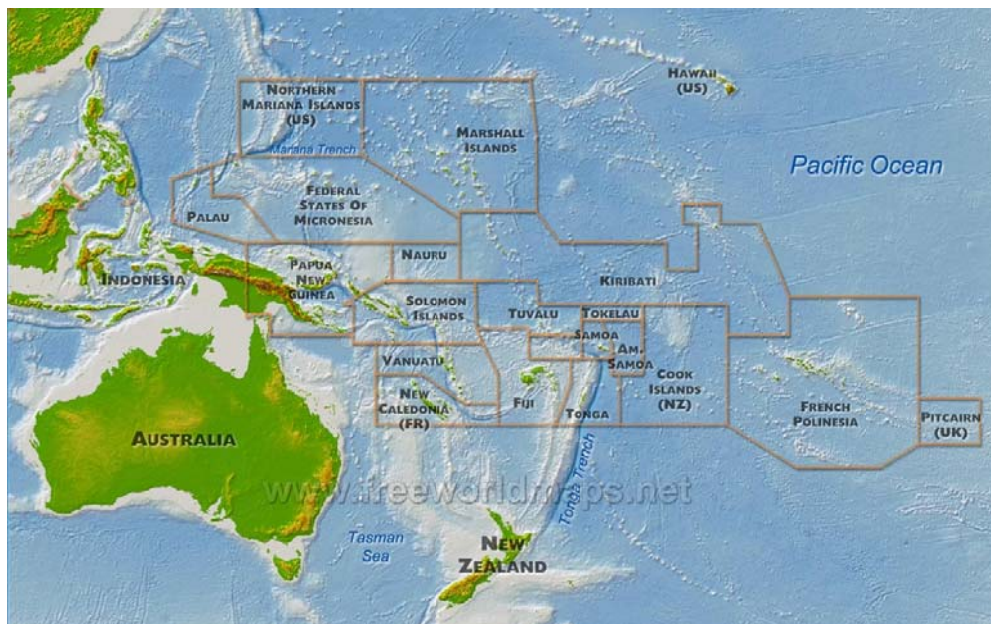 HAWAII
(US)
NORTHERN
MARIANA ISLANDS
(US)
Mariana Trench
MARSHALL
ISLANDS
Pacific Ocean
FEDERAL
STATES OF
MICRONESIA
PALAU
NAURU
INDONESIA
PAPUA
NEW
GUINEA
KIRIBATI
SOLOMON
ISLANDS
TUVALU
TOKELAU
SAMOA
AM.
SAMOA
VANUATU
COOK
ISLANDS
(NZ)
NEW
CALEDONIA
(FR)
FIJI
TONGA
FRENCH
POLINESIA
PITCAIRN
(UK)
AUSTRALIA
Tonga Trench
www.freeworldmaps.net
Tasman
Sea
NEW
ZEALAND